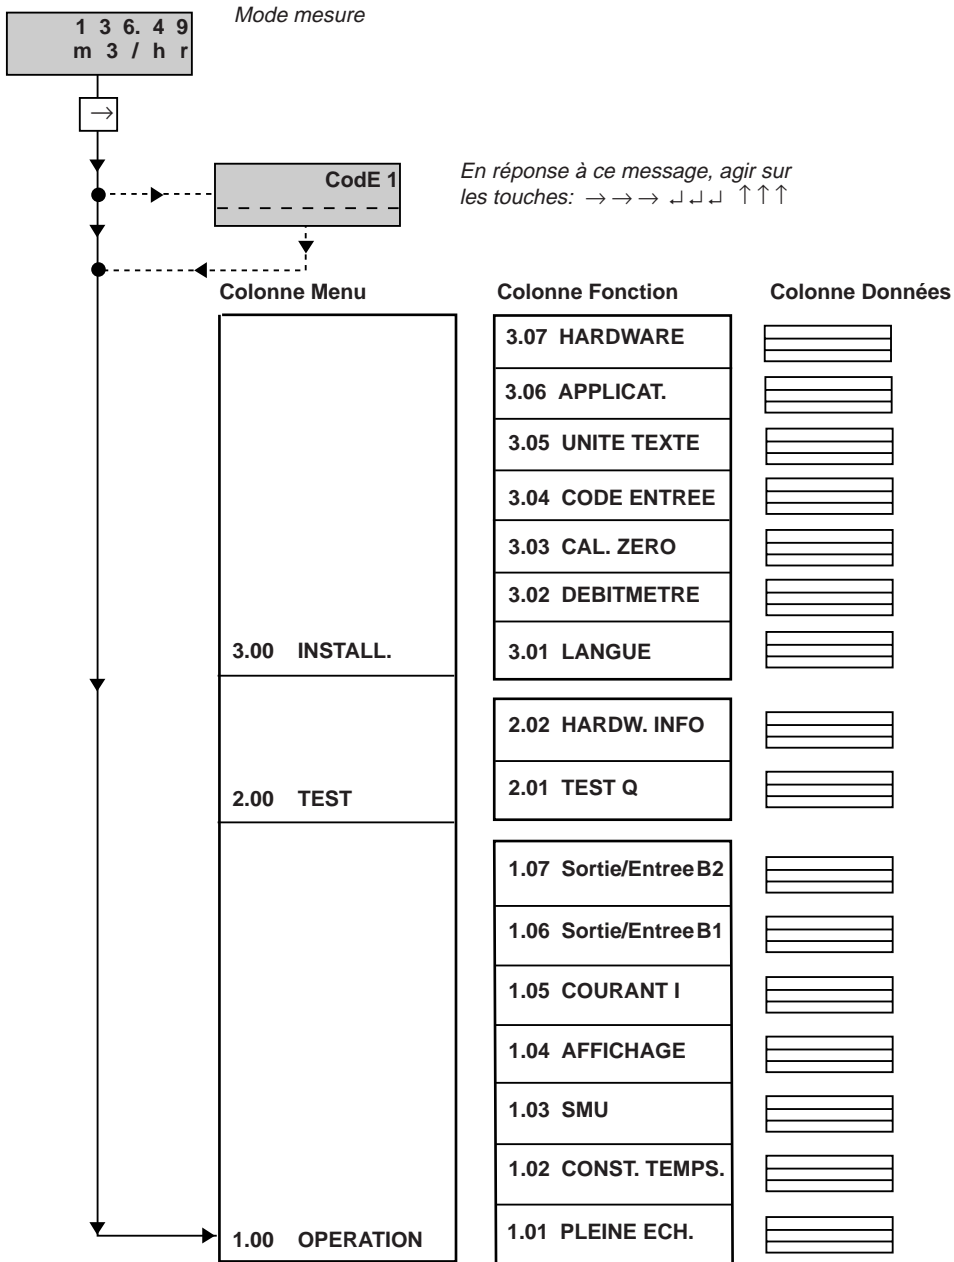 1 3 6. 4 9
m 3 / h r
Mode mesure
→
CodE 1
_ _ _ _ _ _ _ _ _
En réponse à ce message, agir sur
les touches: → → → ↵ ↵ ↵ ↑ ↑ ↑
Colonne Menu
Colonne Fonction
Colonne Données
3.07 HARDWARE
3.06 APPLICAT.
3.05 UNITE TEXTE
3.04 CODE ENTREE
3.03 CAL. ZERO
3.02 DEBITMETRE
3.00 INSTALL.
3.01 LANGUE
2.02 HARDW. INFO
2.00 TEST
2.01 TEST Q
1.07 Sortie/Entree B2
1.06 Sortie/Entree B1
1.05 COURANT I
1.04 AFFICHAGE
1.03 SMU
1.02 CONST. TEMPS.
1.00 OPERATION
1.01 PLEINE ECH.